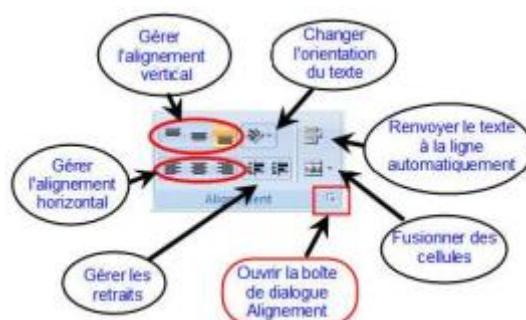 Gérer
l'alignement
vertical
Changer
l'orientation
du texte
Renvoyer le texte
à la ligne
automatiquement
Gérer
l'alignement
horizontal
Alignement
Gérer les
retraits
Ouvrir la boîte
de dialogue
Alignement
Fusionner des
cellules